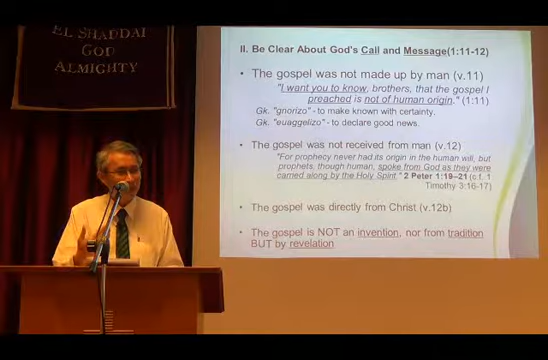 EL SHADDAI
GOD
ALMIGHTY
II. Be Clear About God's Call and Message(1:11-12)
• The gospel was not made up by man (v.11)
"I want you to know, brothers, that the gospel I
preached is not of human origin." (1:11)
Gk. "gnorizo" - to make known with certainty.
Gk. "euaggelizo" - to declare good news.
• The gospel was not received from man (v.12)
"For prophecy never had its origin in the human will, but
prophets, though human, spoke from God as they were
carried along by the Holy Spirit" 2 Peter 1:19–21 (c.f. 1
Timothy 3:16-17)
• The gospel was directly from Christ (v.12b)
• The gospel is NOT an invention, nor from tradition
BUT by revelation